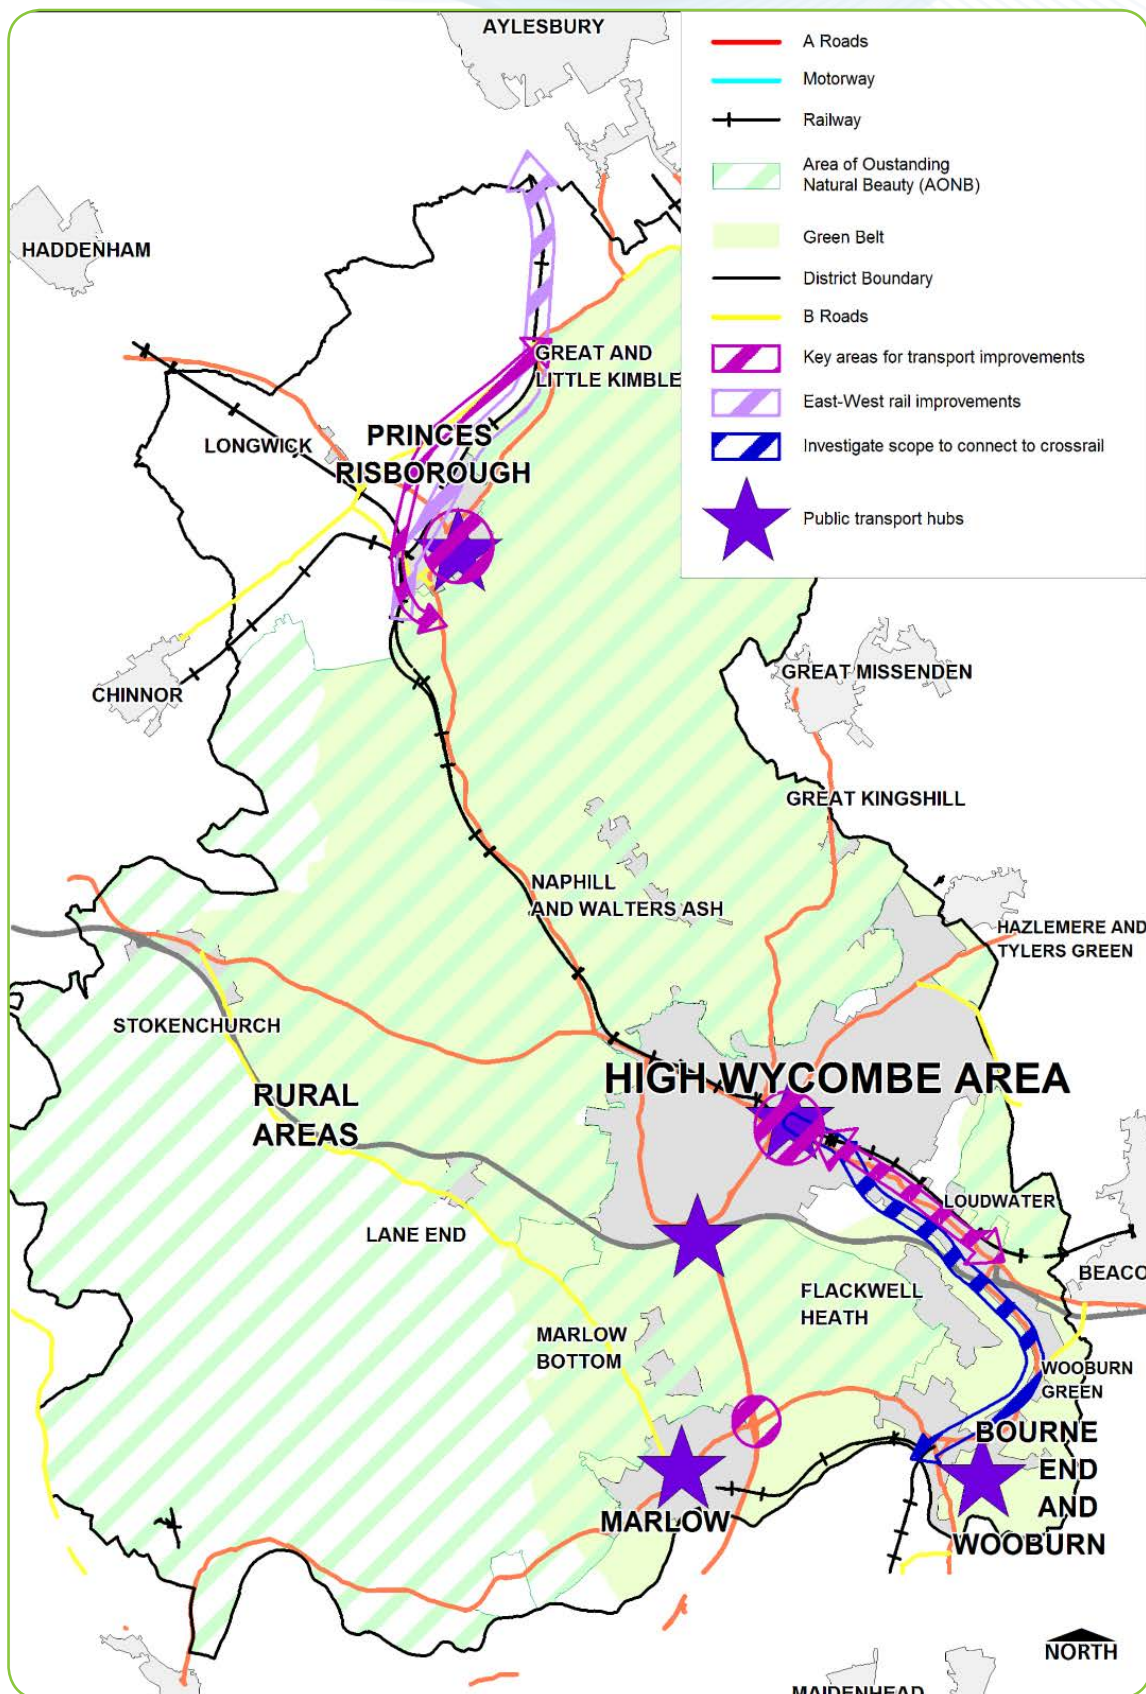 AYLESBURY
A Roads
Motorway
Railway
Area of Oustanding
Natural Beauty (AONB)
Green Belt
District Boundary
B Roads
Key areas for transport improvements
East-West rail improvements
Investigate scope to connect to crossrail
Public transport hubs
HADDENHAM
GREAT AND
LITTLE KIMBLE
LONGWICK
PRINCES
RISBOROUGH
CHINNOR
GREAT MISSENDEN
GREAT KINGSHILL
NAPHILL
AND WALTERS ASH
HAZLEMERE AND
TYLERS GREEN
STOKENCHURCH
HIGH WYCOMBE AREA
RURAL
AREAS
LOUDWATER
LANE END
BEACO
FLACKWELL
HEATH
MARLOW
BOTTOM
WOOBURN
GREEN
BOURNE
END
AND
WOOBURN
MARLOW
NORTH
MAIDENHEAD